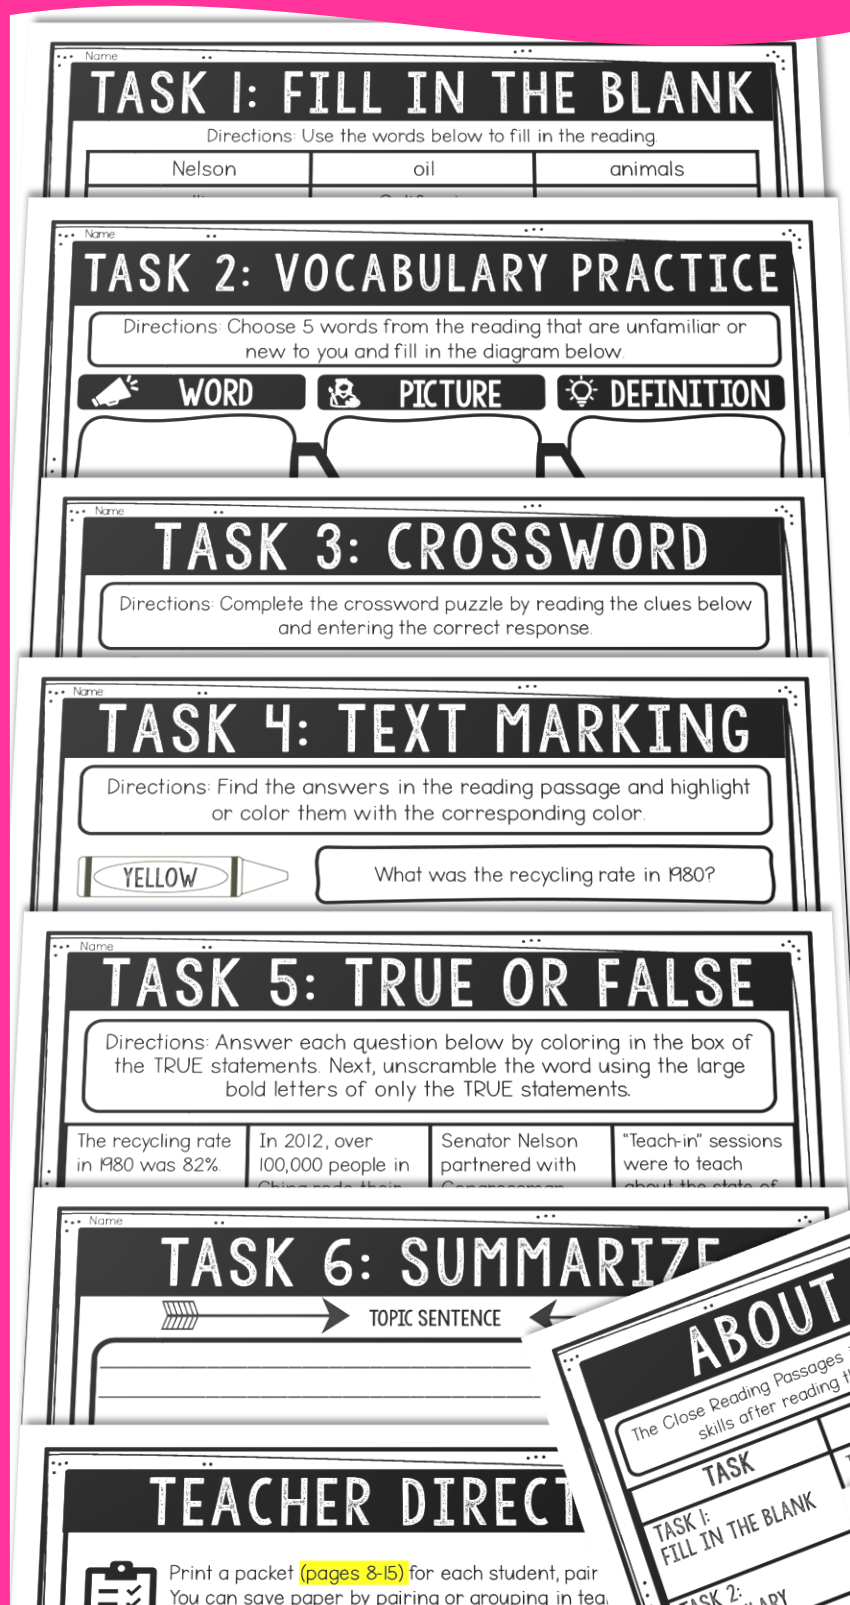 Name
TASK 1: FILL IN THE BLANK
Directions: Use the words below to fill in the reading.
Nelson oil animals
Name
TASK 2: VOCABULARY PRACTICE
Directions: Choose 5 words from the reading that are unfamiliar or
new to you and fill in the diagram below.
WORD PICTURE DEFINITION
Name
TASK 3: CROSSWORD
Directions: Complete the crossword puzzle by reading the clues below
and entering the correct response.
Name
TASK 4: TEXT MARKING
Directions: Find the answers in the reading passage and highlight
or color them with the corresponding color.
YELLOW What was the recycling rate in 1980?
Name
TASK 5: TRUE OR FALSE
Directions: Answer each question below by coloring in the box of
the TRUE statements. Next, unscramble the word using the large
bold letters of only the TRUE statements.
The recycling rate
in 1980 was 82%.
In 2012, over
100,000 people in
Senator Nelson
partnered with
"Teach-in" sessions
were to teach
about the state of
Name
TASK 6: SUMMARIZE
TOPIC SENTENCE
ABOUT
The Close Reading Passages
skills after reading
TASK
TASK 1:
FILL IN THE BLANK
TASK 2:
TEACHER DIRECT
Print a packet (pages 8-15) for each student, pair
You can save paper by pairing or grouping in